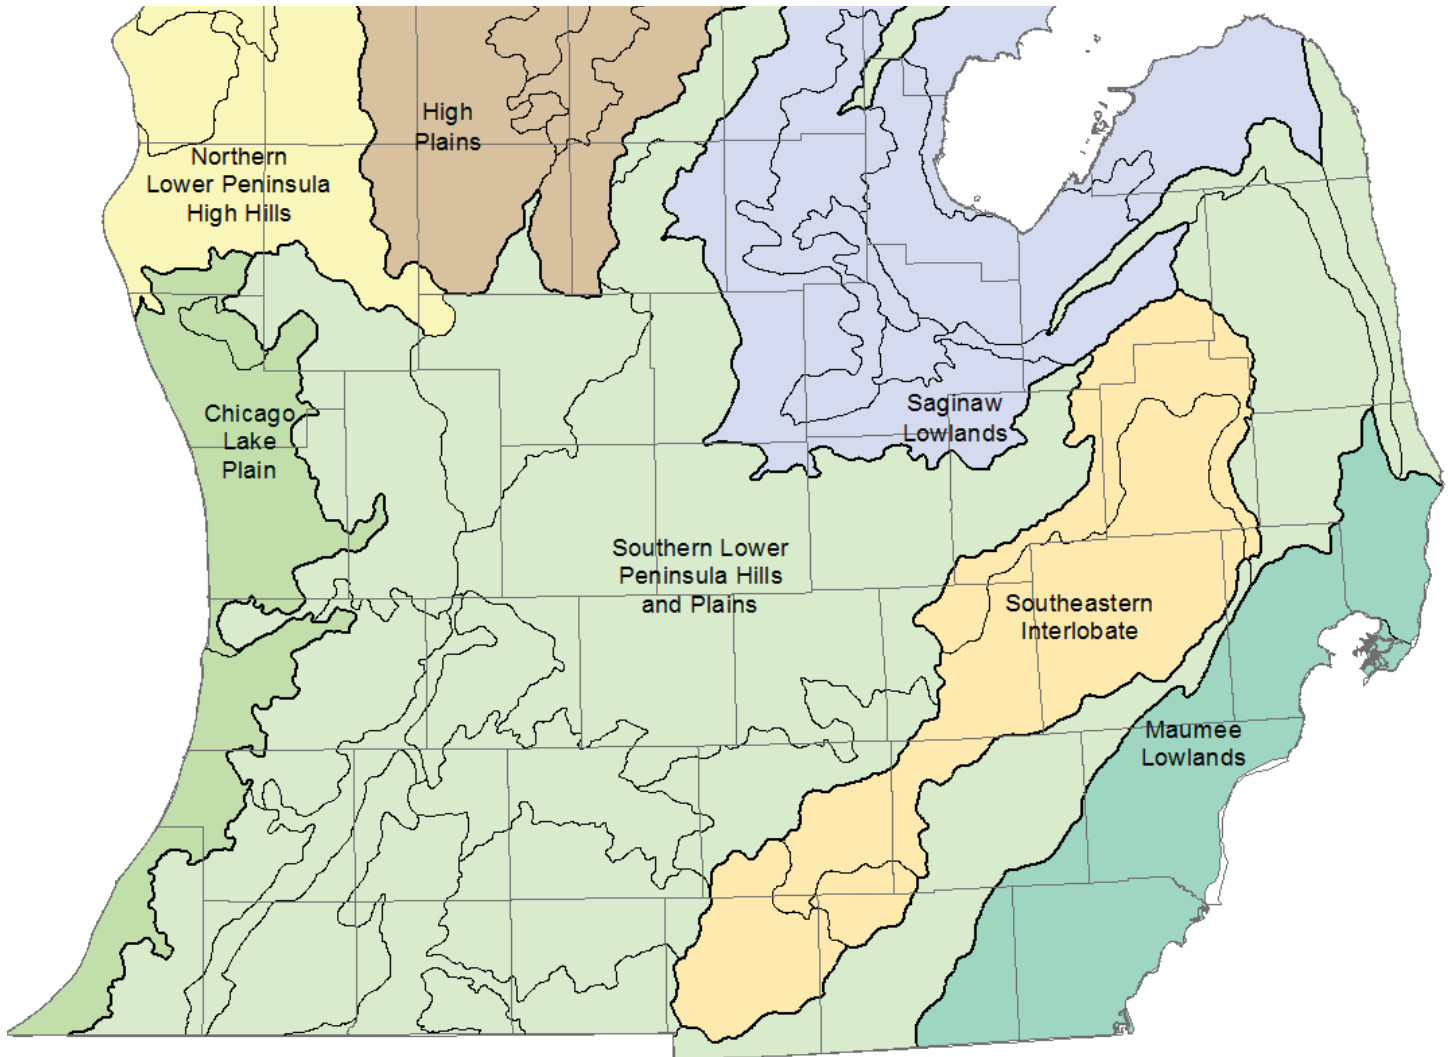 High
Plains
Northern
Lower Peninsula
High Hills
Chicago
Lake
Plain
Saginaw
Lowlands
Southern Lower
Peninsula Hills
and Plains
Southeastern
Interlobate
Maumee
Lowlands